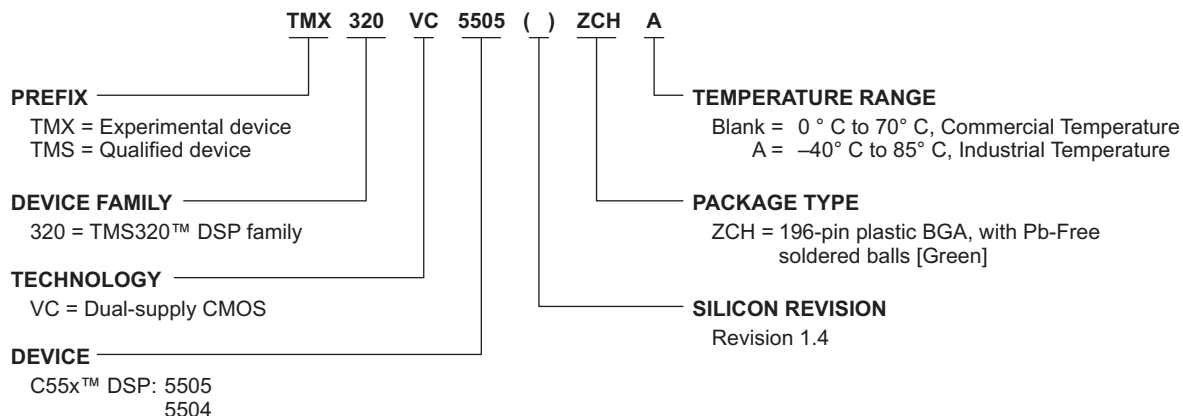 TMX 320 VC 5505 ( ) ZCH A
PREFIX
TMX = Experimental device
TMS = Qualified device
DEVICE FAMILY
320 = TMS320™ DSP family
TECHNOLOGY
VC = Dual-supply CMOS
DEVICE
C55x™ DSP: 5505
5504
TEMPERATURE RANGE
Blank = 0 ° C to 70° C, Commercial Temperature
A = –40° C to 85° C, Industrial Temperature
PACKAGE TYPE
ZCH = 196-pin plastic BGA, with Pb-Free
soldered balls [Green]
SILICON REVISION
Revision 1.4